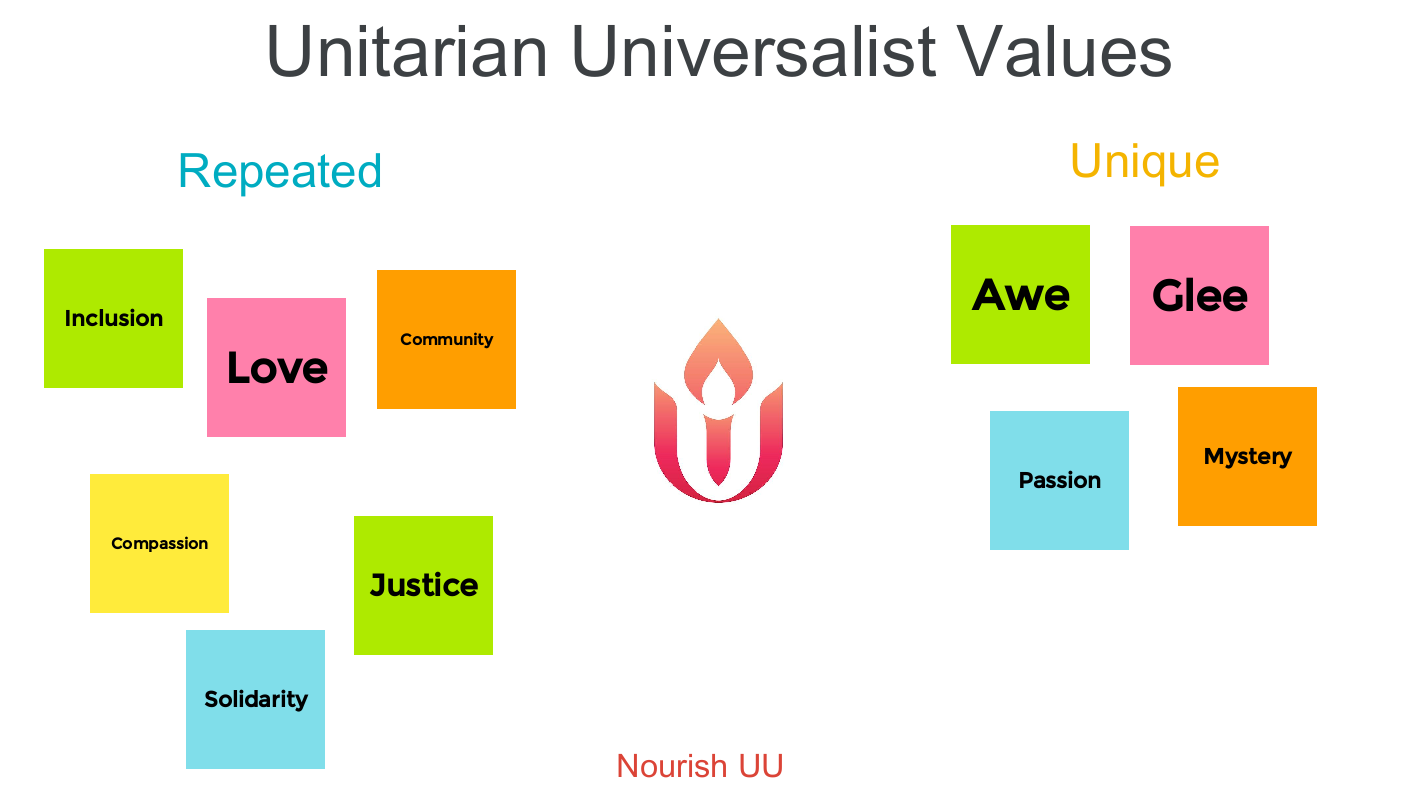 Unitarian Universalist Values
Repeated
Inclusion
Love
Community
Compassion
Justice
Solidarity
Unique
Awe
Glee
Passion
Mystery
Nourish UU